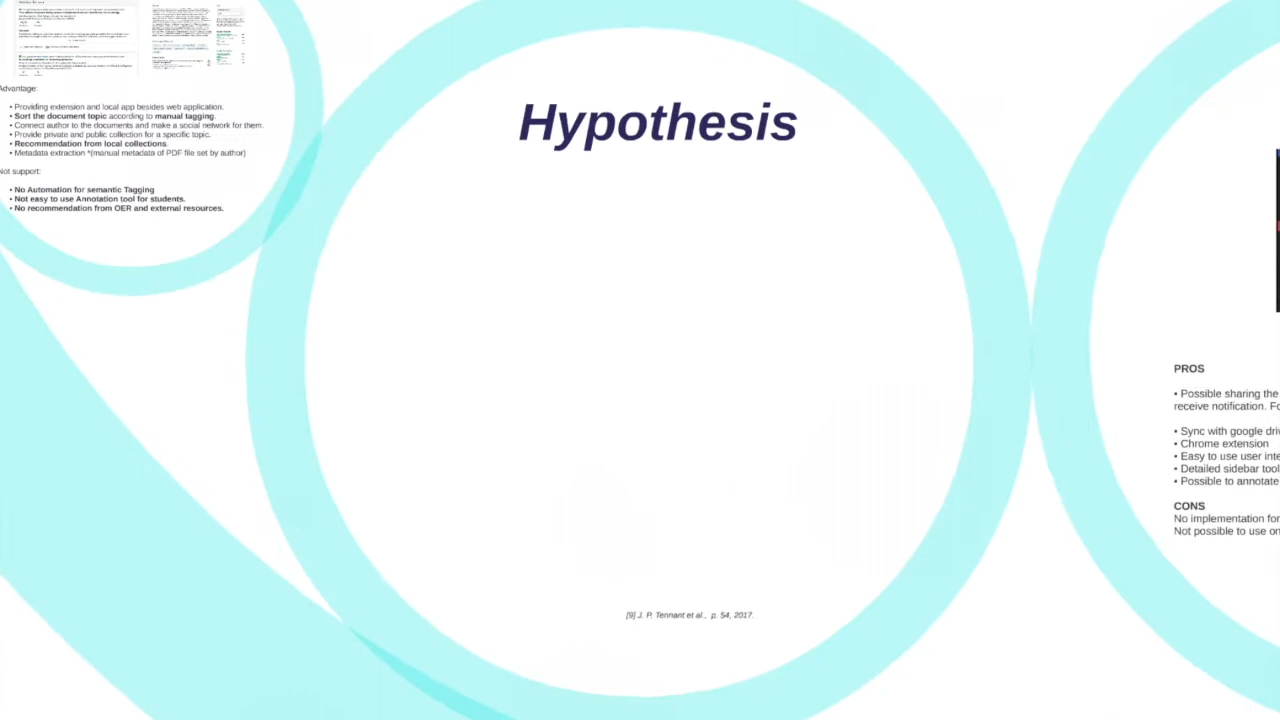 Advantage:
• Providing extension and local app besides web application.
• Sort the document topic according to manual tagging.
• Connect author to the documents and make a social network for them.
• Provide private and public collection for a specific topic.
• Recommendation from local collections.
• Metadata extraction *(manual metadata of PDF file set by author)
Not support:
• No Automation for semantic Tagging
• Not easy to use Annotation tool for students.
• No recommendation from OER and external resources.
Hypothesis
[9] J. P. Tennant et al., p. 54, 2017.
PROS
• Possible sharing the
receive notification. Fo
• Sync with google driv
• Chrome extension
• Easy to use user inte
• Detailed sidebar tool
• Possible to annotate
CONS
No implementation for
Not possible to use on